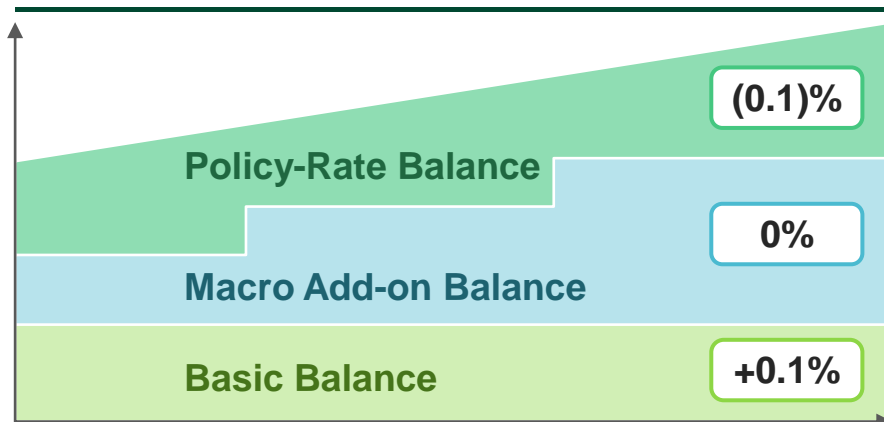 (0.1)%
Policy-Rate Balance
0%
Macro Add-on Balance
+0.1%
Basic Balance